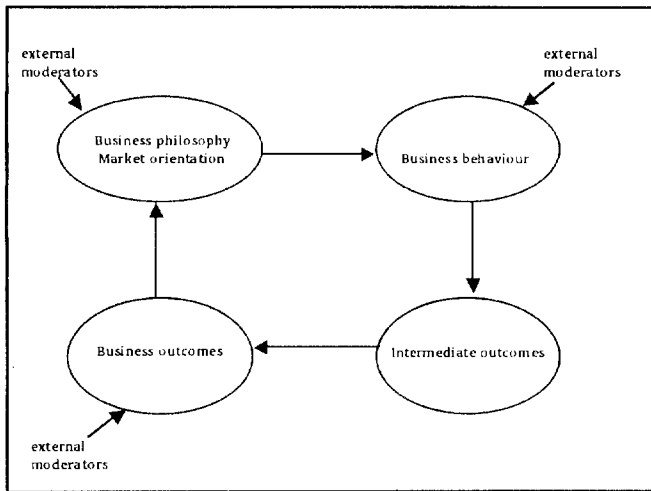 external
moderators
external
moderators
Business philosophy
Market orientation
Business behaviour
Business outcomes
Intermediate outcomes
external
moderators